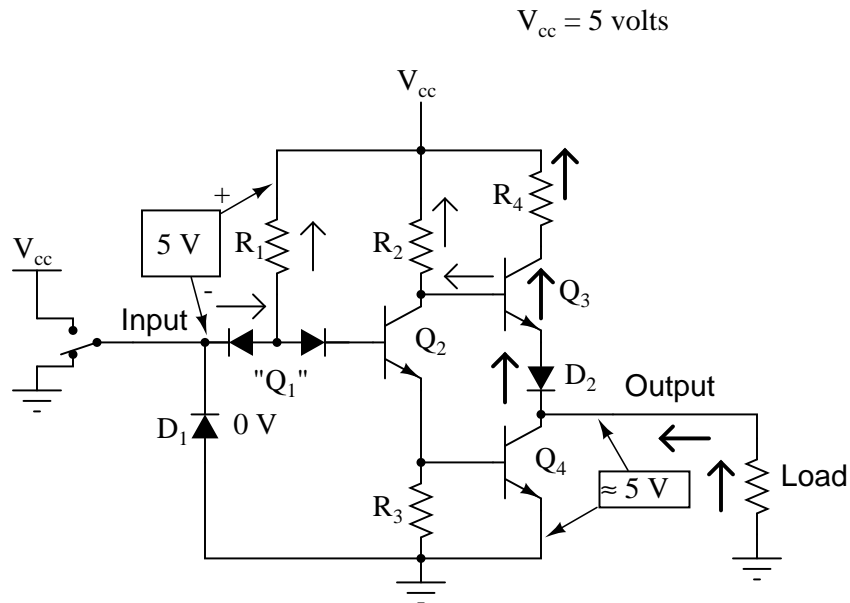 V_cc = 5 volts
V_cc
+
R_1
R_2
R_4
5 V
V_cc
-
Input
Q_3
"Q_1"
Q_2
D_2
Output
D_1
0 V
Q_4
≈ 5 V
Load
R_3